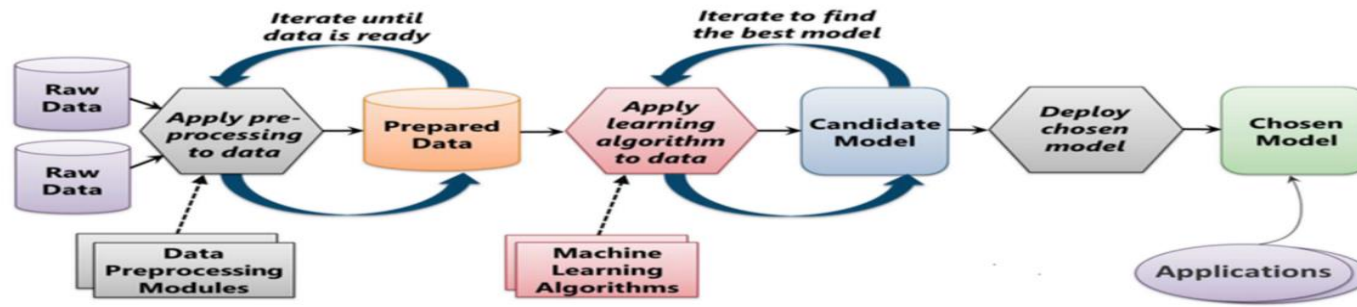 Iterate until
data is ready
Iterate to find
the best model
Raw
Data
Raw
Data
Apply pre-
processing
to data
Prepared
Data
Apply
learning
algorithm
to data
Candidate
Model
Deploy
chosen
model
Chosen
Model
Data
Preprocessing
Modules
Machine
Learning
Algorithms
Applications